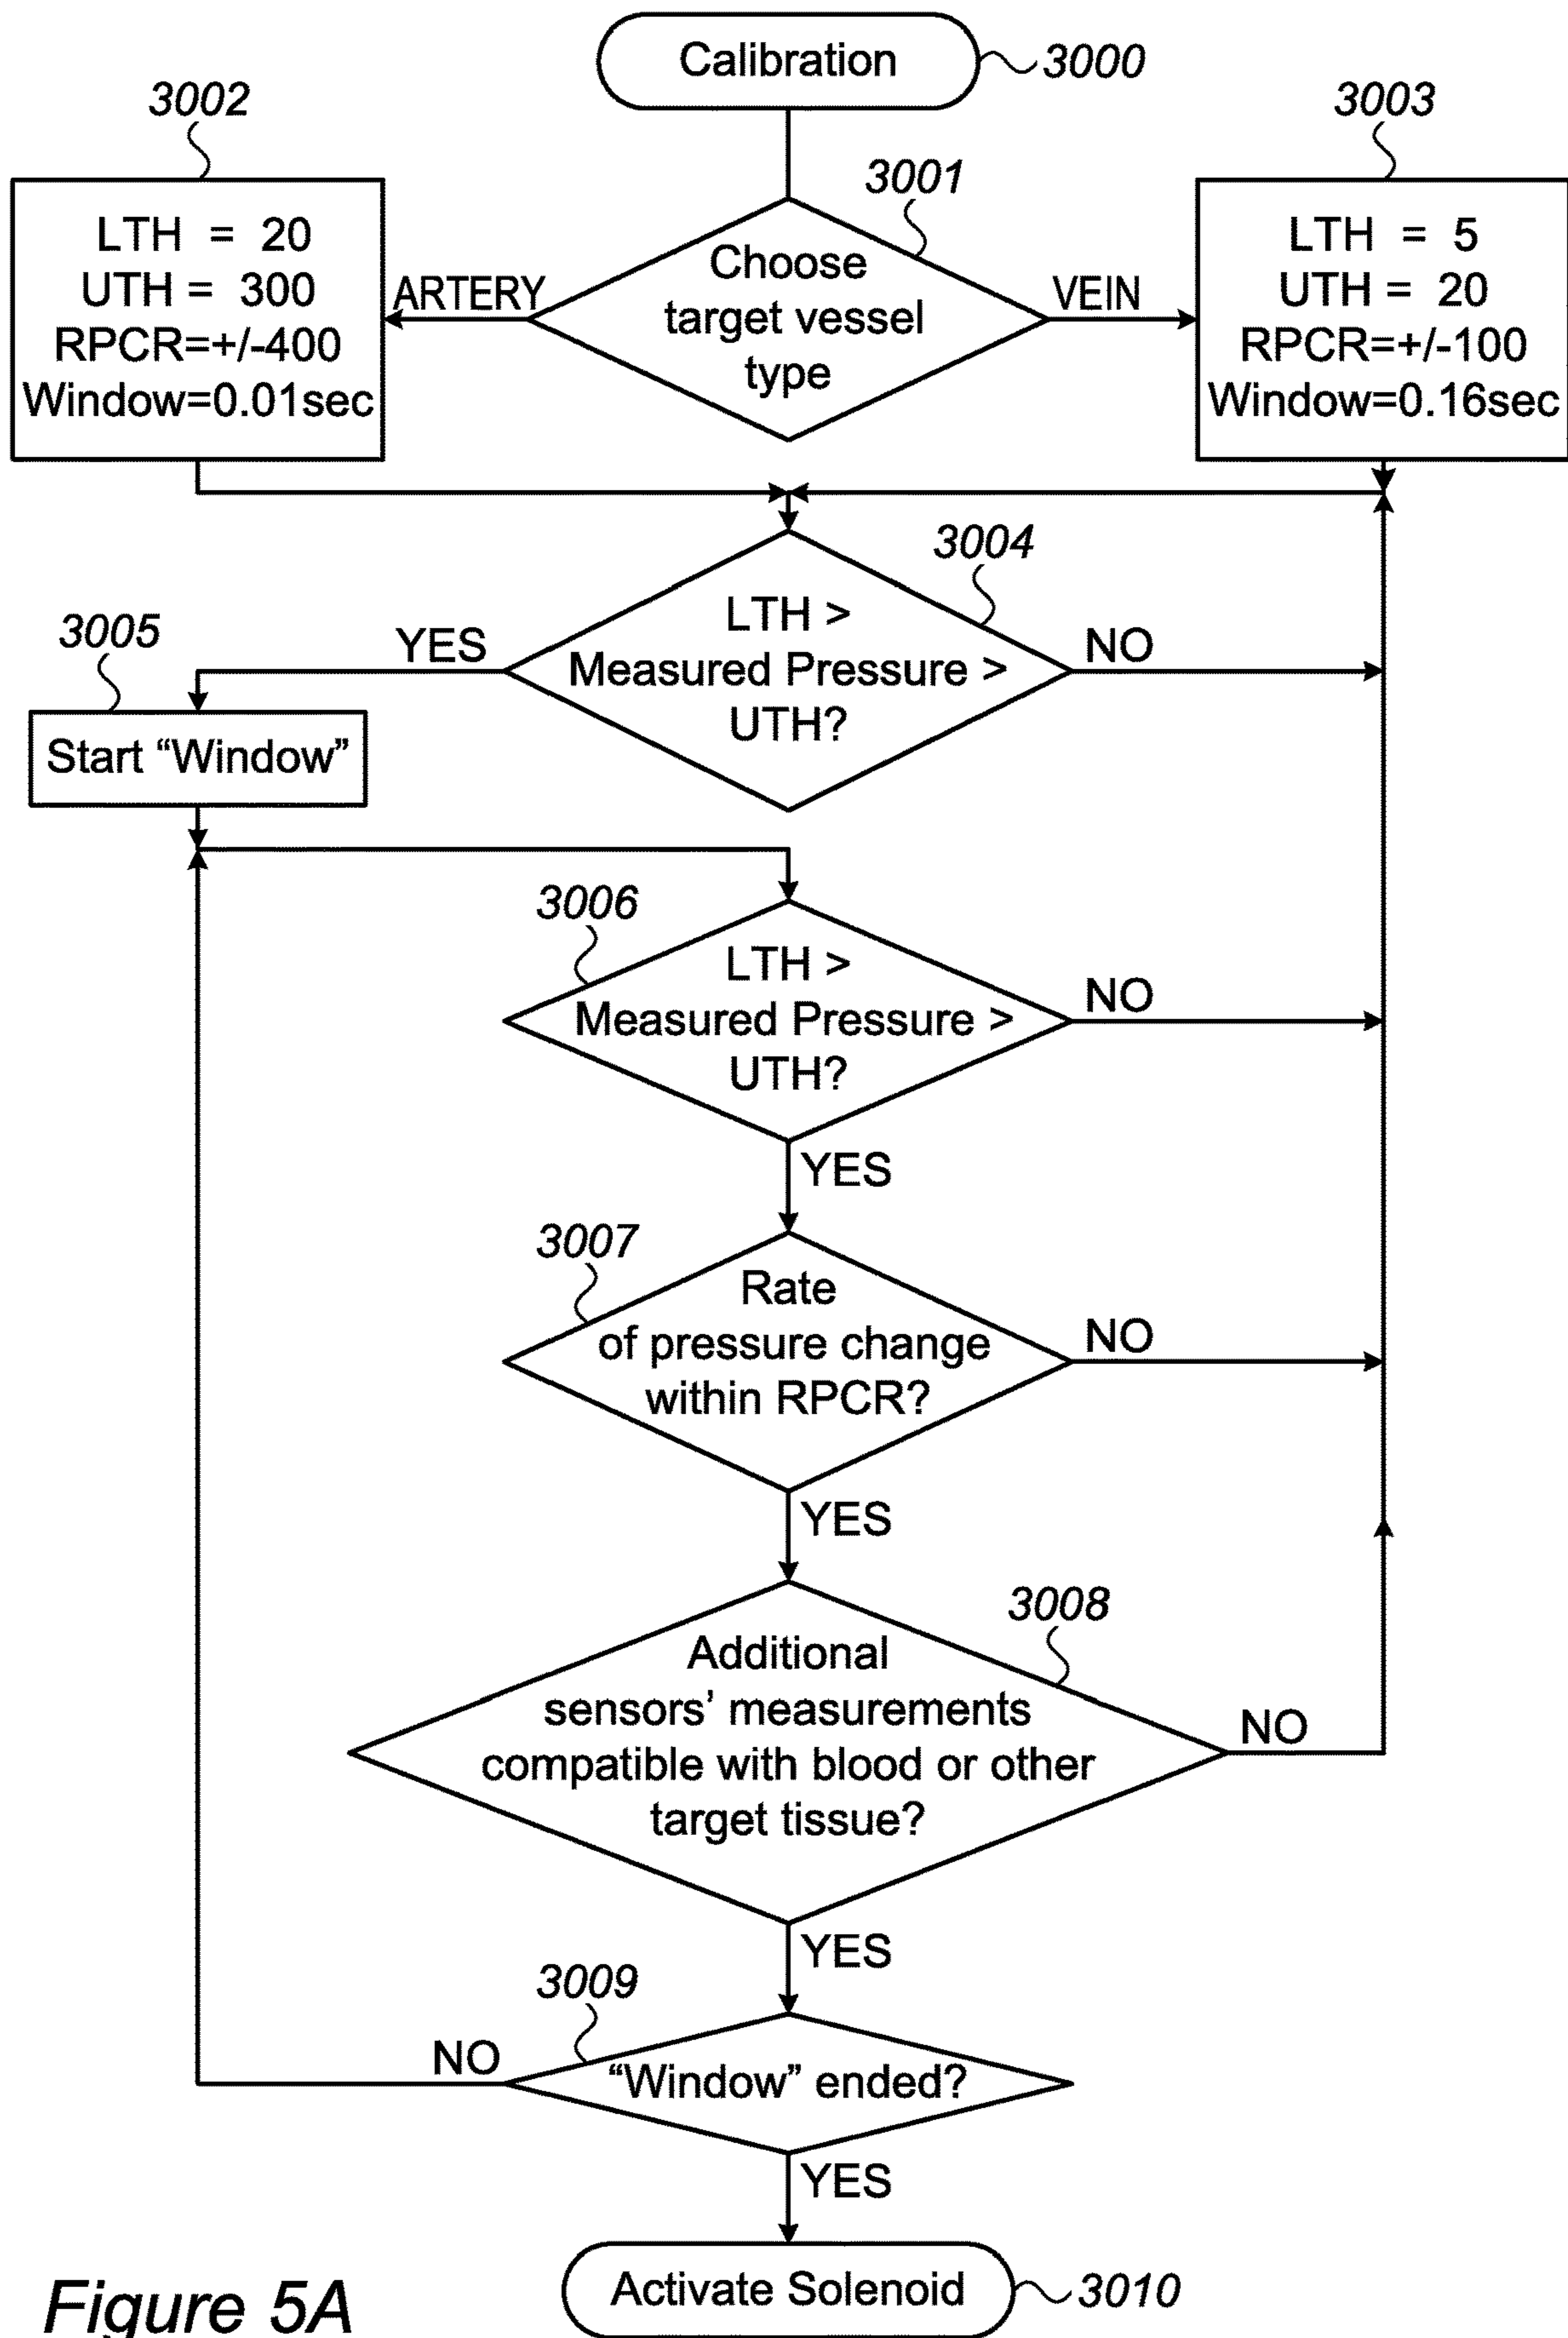 Calibration
3000
3002
3003
3001
LTH = 20
UTH = 300
RPCR=+/-400
Window=0.01sec
ARTERY
Choose
target vessel
type
VEIN
LTH = 5
UTH = 20
RPCR=+/-100
Window=0.16sec
3004
LTH >
Measured Pressure >
UTH?
YES
NO
3005
Start “Window”
3006
LTH >
Measured Pressure >
UTH?
NO
YES
3007
Rate
of pressure change
within RPCR?
NO
YES
3008
Additional
sensors’ measurements
compatible with blood or other
target tissue?
NO
YES
3009
NO
“Window” ended?
YES
Activate Solenoid
3010
Figure 5A